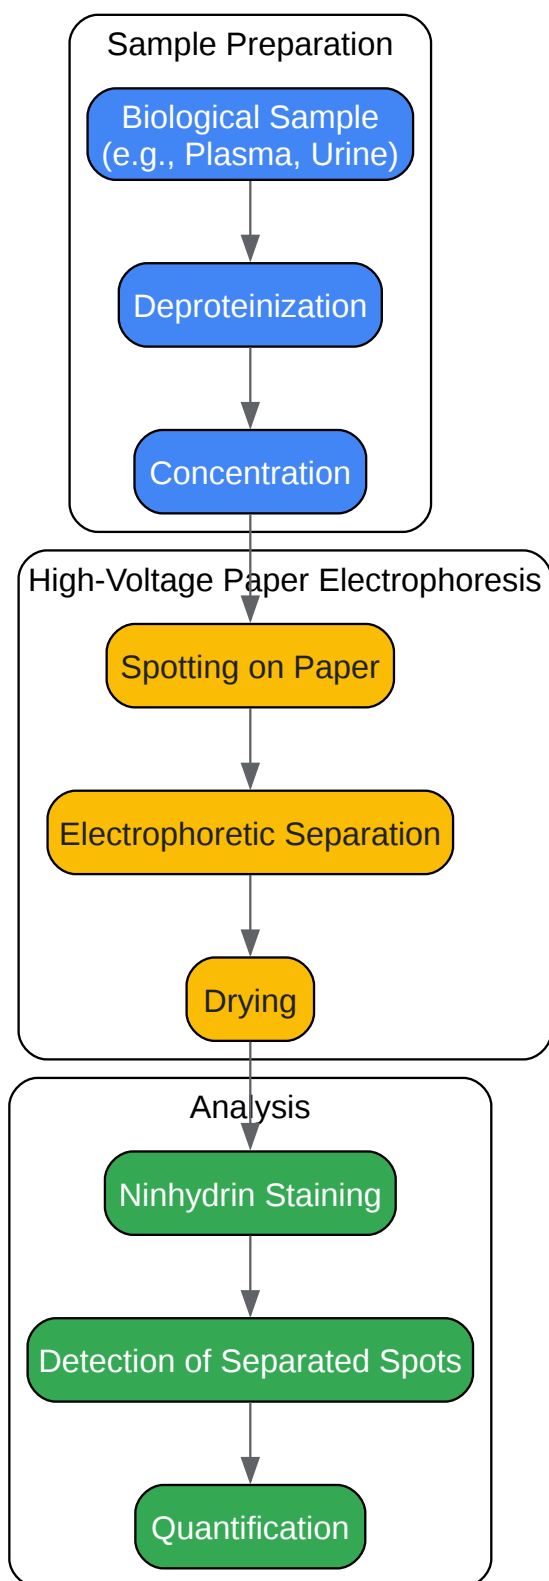 Sample Preparation
Biological Sample
(e.g., Plasma, Urine)
Deproteinization
Concentration
High-Voltage Paper Electrophoresis
Spotting on Paper
Electrophoretic Separation
Drying
Analysis
Ninhydrin Staining
Detection of Separated Spots
Quantification